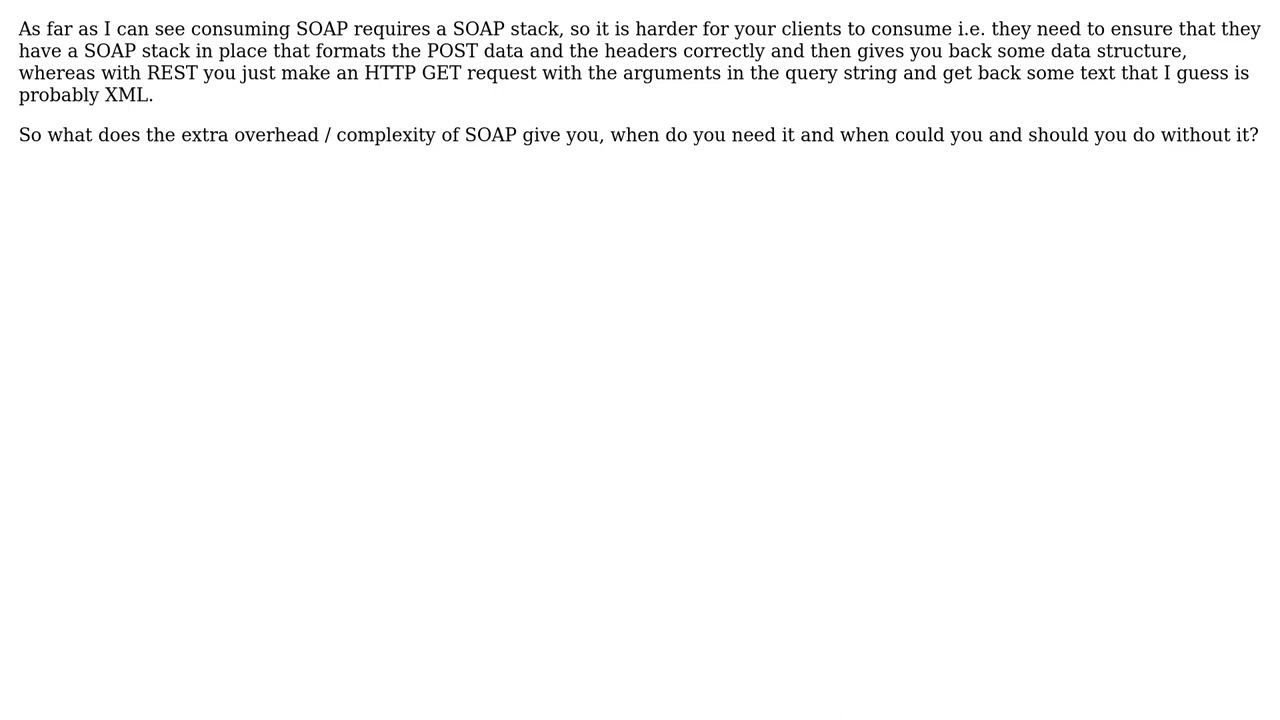 As far as I can see consuming SOAP requires a SOAP stack, so it is harder for your clients to consume i.e. they need to ensure that they
have a SOAP stack in place that formats the POST data and the headers correctly and then gives you back some data structure,
whereas with REST you just make an HTTP GET request with the arguments in the query string and get back some text that I guess is
probably XML.
So what does the extra overhead / complexity of SOAP give you, when do you need it and when could you and should you do without it?